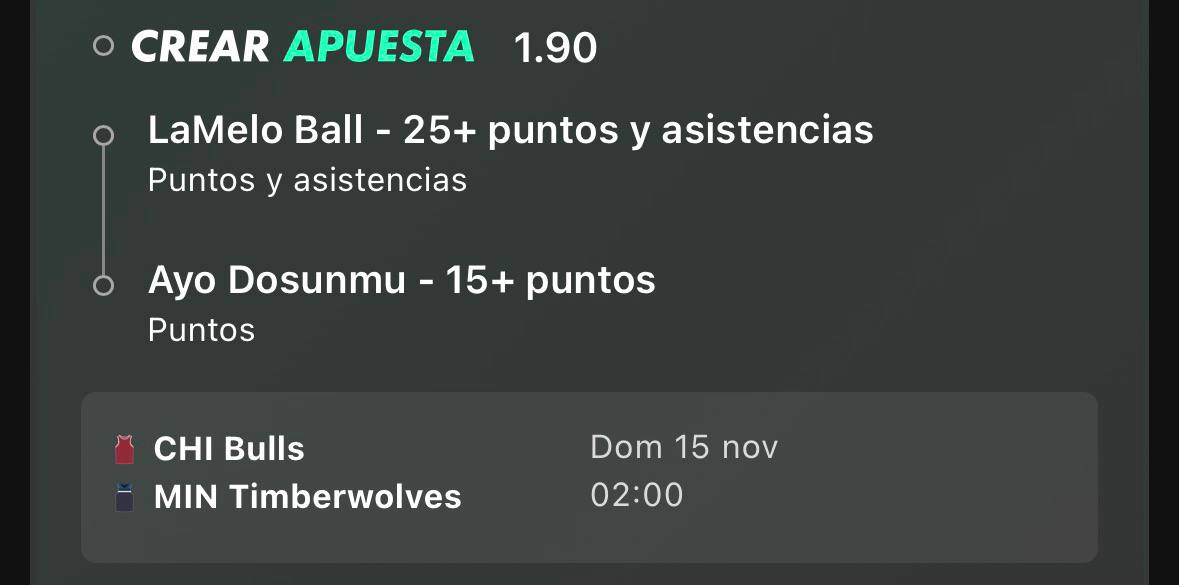 CREAR APUESTA 1.90
LaMelo Ball - 25+ puntos y asistencias
Puntos y asistencias
Ayo Dosunmu - 15+ puntos
Puntos
CHI Bulls
MIN Timberwolves
Dom 15 nov
02:00